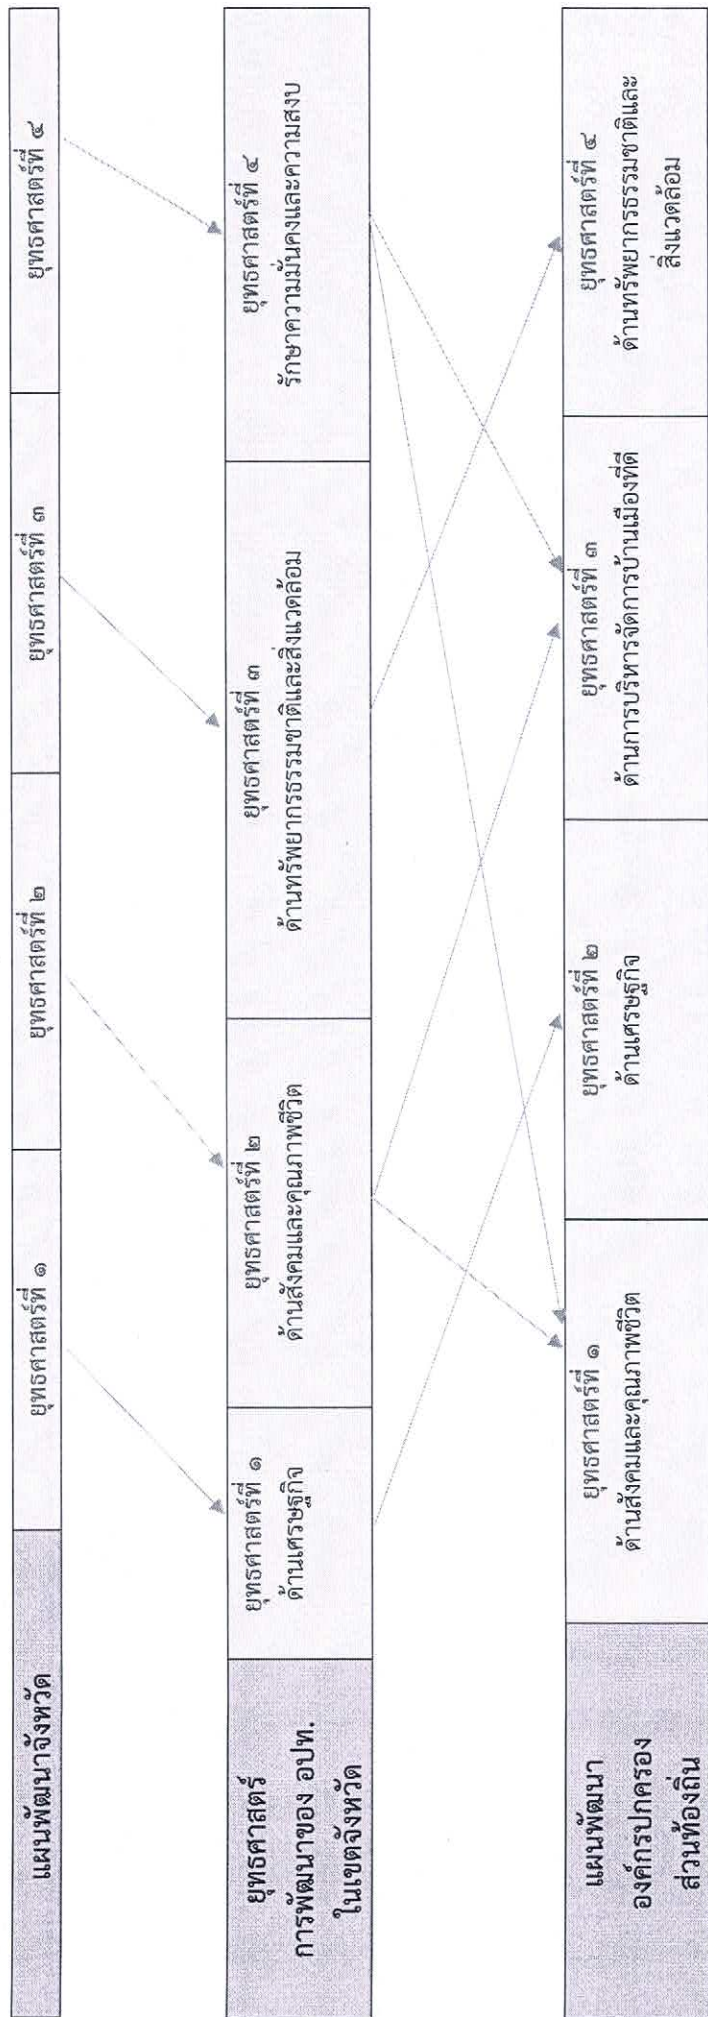 แผนพัฒนาจังหวัด
ยุทธศาสตร์ที่ ๑
ยุทธศาสตร์ที่ ๒
ยุทธศาสตร์ที่ ๓
ยุทธศาสตร์ที่ ๔
ยุทธศาสตร์
การพัฒนาของ อปท.
ในเขตจังหวัด
ยุทธศาสตร์ที่ ๑
ด้านเศรษฐกิจ
ยุทธศาสตร์ที่ ๒
ด้านสังคมและคุณภาพชีวิต
ยุทธศาสตร์ที่ ๓
ด้านทรัพยากรธรรมชาติและสิ่งแวดล้อม
ยุทธศาสตร์ที่ ๔
รักษาความมั่นคงและความสงบ
แผนพัฒนา
องค์กรปกครอง
ส่วนท้องถิ่น
ยุทธศาสตร์ที่ ๑
ด้านสังคมและคุณภาพชีวิต
ยุทธศาสตร์ที่ ๒
ด้านเศรษฐกิจ
ยุทธศาสตร์ที่ ๓
ด้านการบริหารจัดการบ้านเมืองที่ดี
ยุทธศาสตร์ที่ ๔
ด้านทรัพยากรธรรมชาติและ
สิ่งแวดล้อม